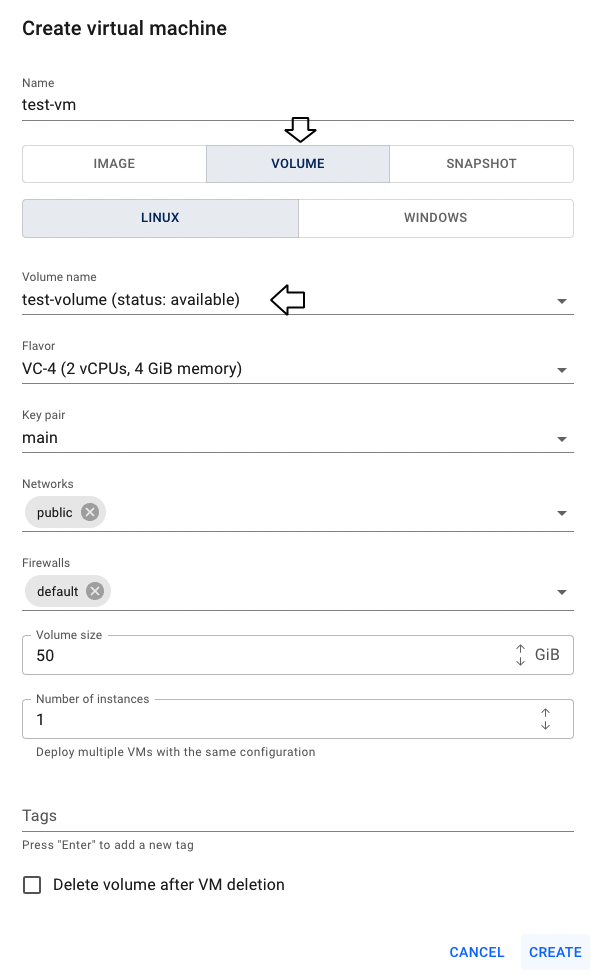 Create virtual machine
Name
test-vm
IMAGE VOLUME SNAPSHOT
LINUX WINDOWS
Volume name
test-volume (status: available)
Flavor
VC-4 (2 vCPUs, 4 GiB memory)
Key pair
main
Networks
public
Firewalls
default
Volume size
50 GiB
Number of instances
1
Deploy multiple VMs with the same configuration
Tags
Press "Enter" to add a new tag
Delete volume after VM deletion
CANCEL CREATE